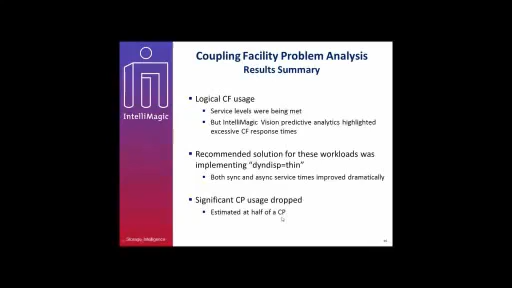 Coupling Facility Problem Analysis
Results Summary
IntelliMagic
Logical CF usage
Service levels were being met
But IntelliMagic Vision predictive analytics highlighted
excessive CF response times
Recommended solution for these workloads was
implementing “dyndisp=thin”
Both sync and async service times improved dramatically
Significant CP usage dropped
Estimated at half of a CP
Storage Intelligence